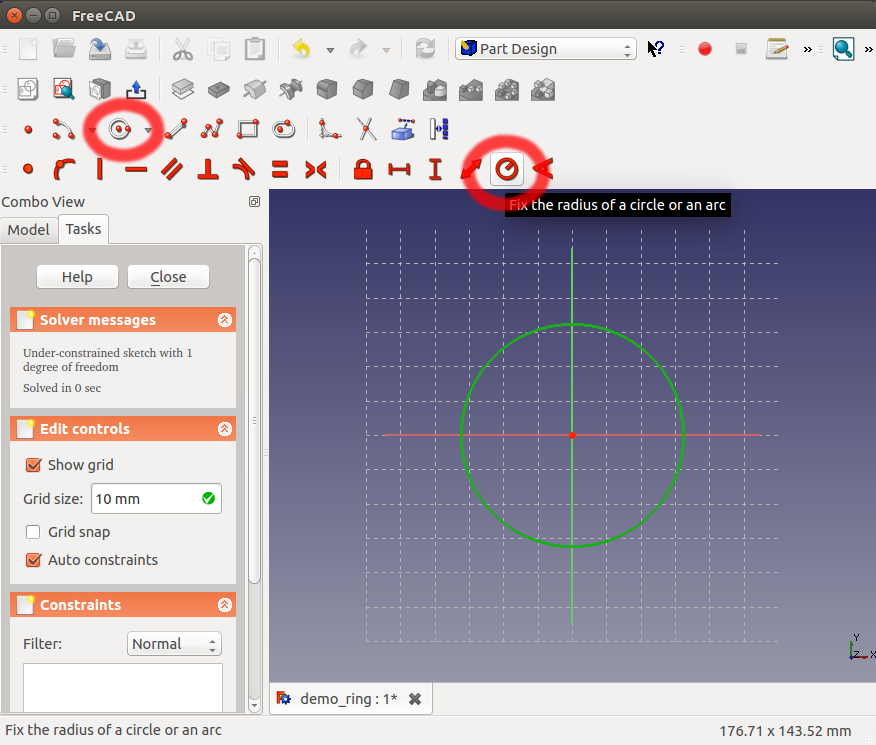 FreeCAD
Part Design
Combo View
Model
Tasks
Help
Close
Solver messages
Under-constrained sketch with 1
degree of freedom
Solved in 0 sec
Edit controls
Show grid
Grid size: 10 mm
Grid snap
Auto constraints
Constraints
Filter: Normal
Fix the radius of a circle or an arc
Y
Z X
demo_ring : 1*
Fix the radius of a circle or an arc
176.71 x 143.52 mm